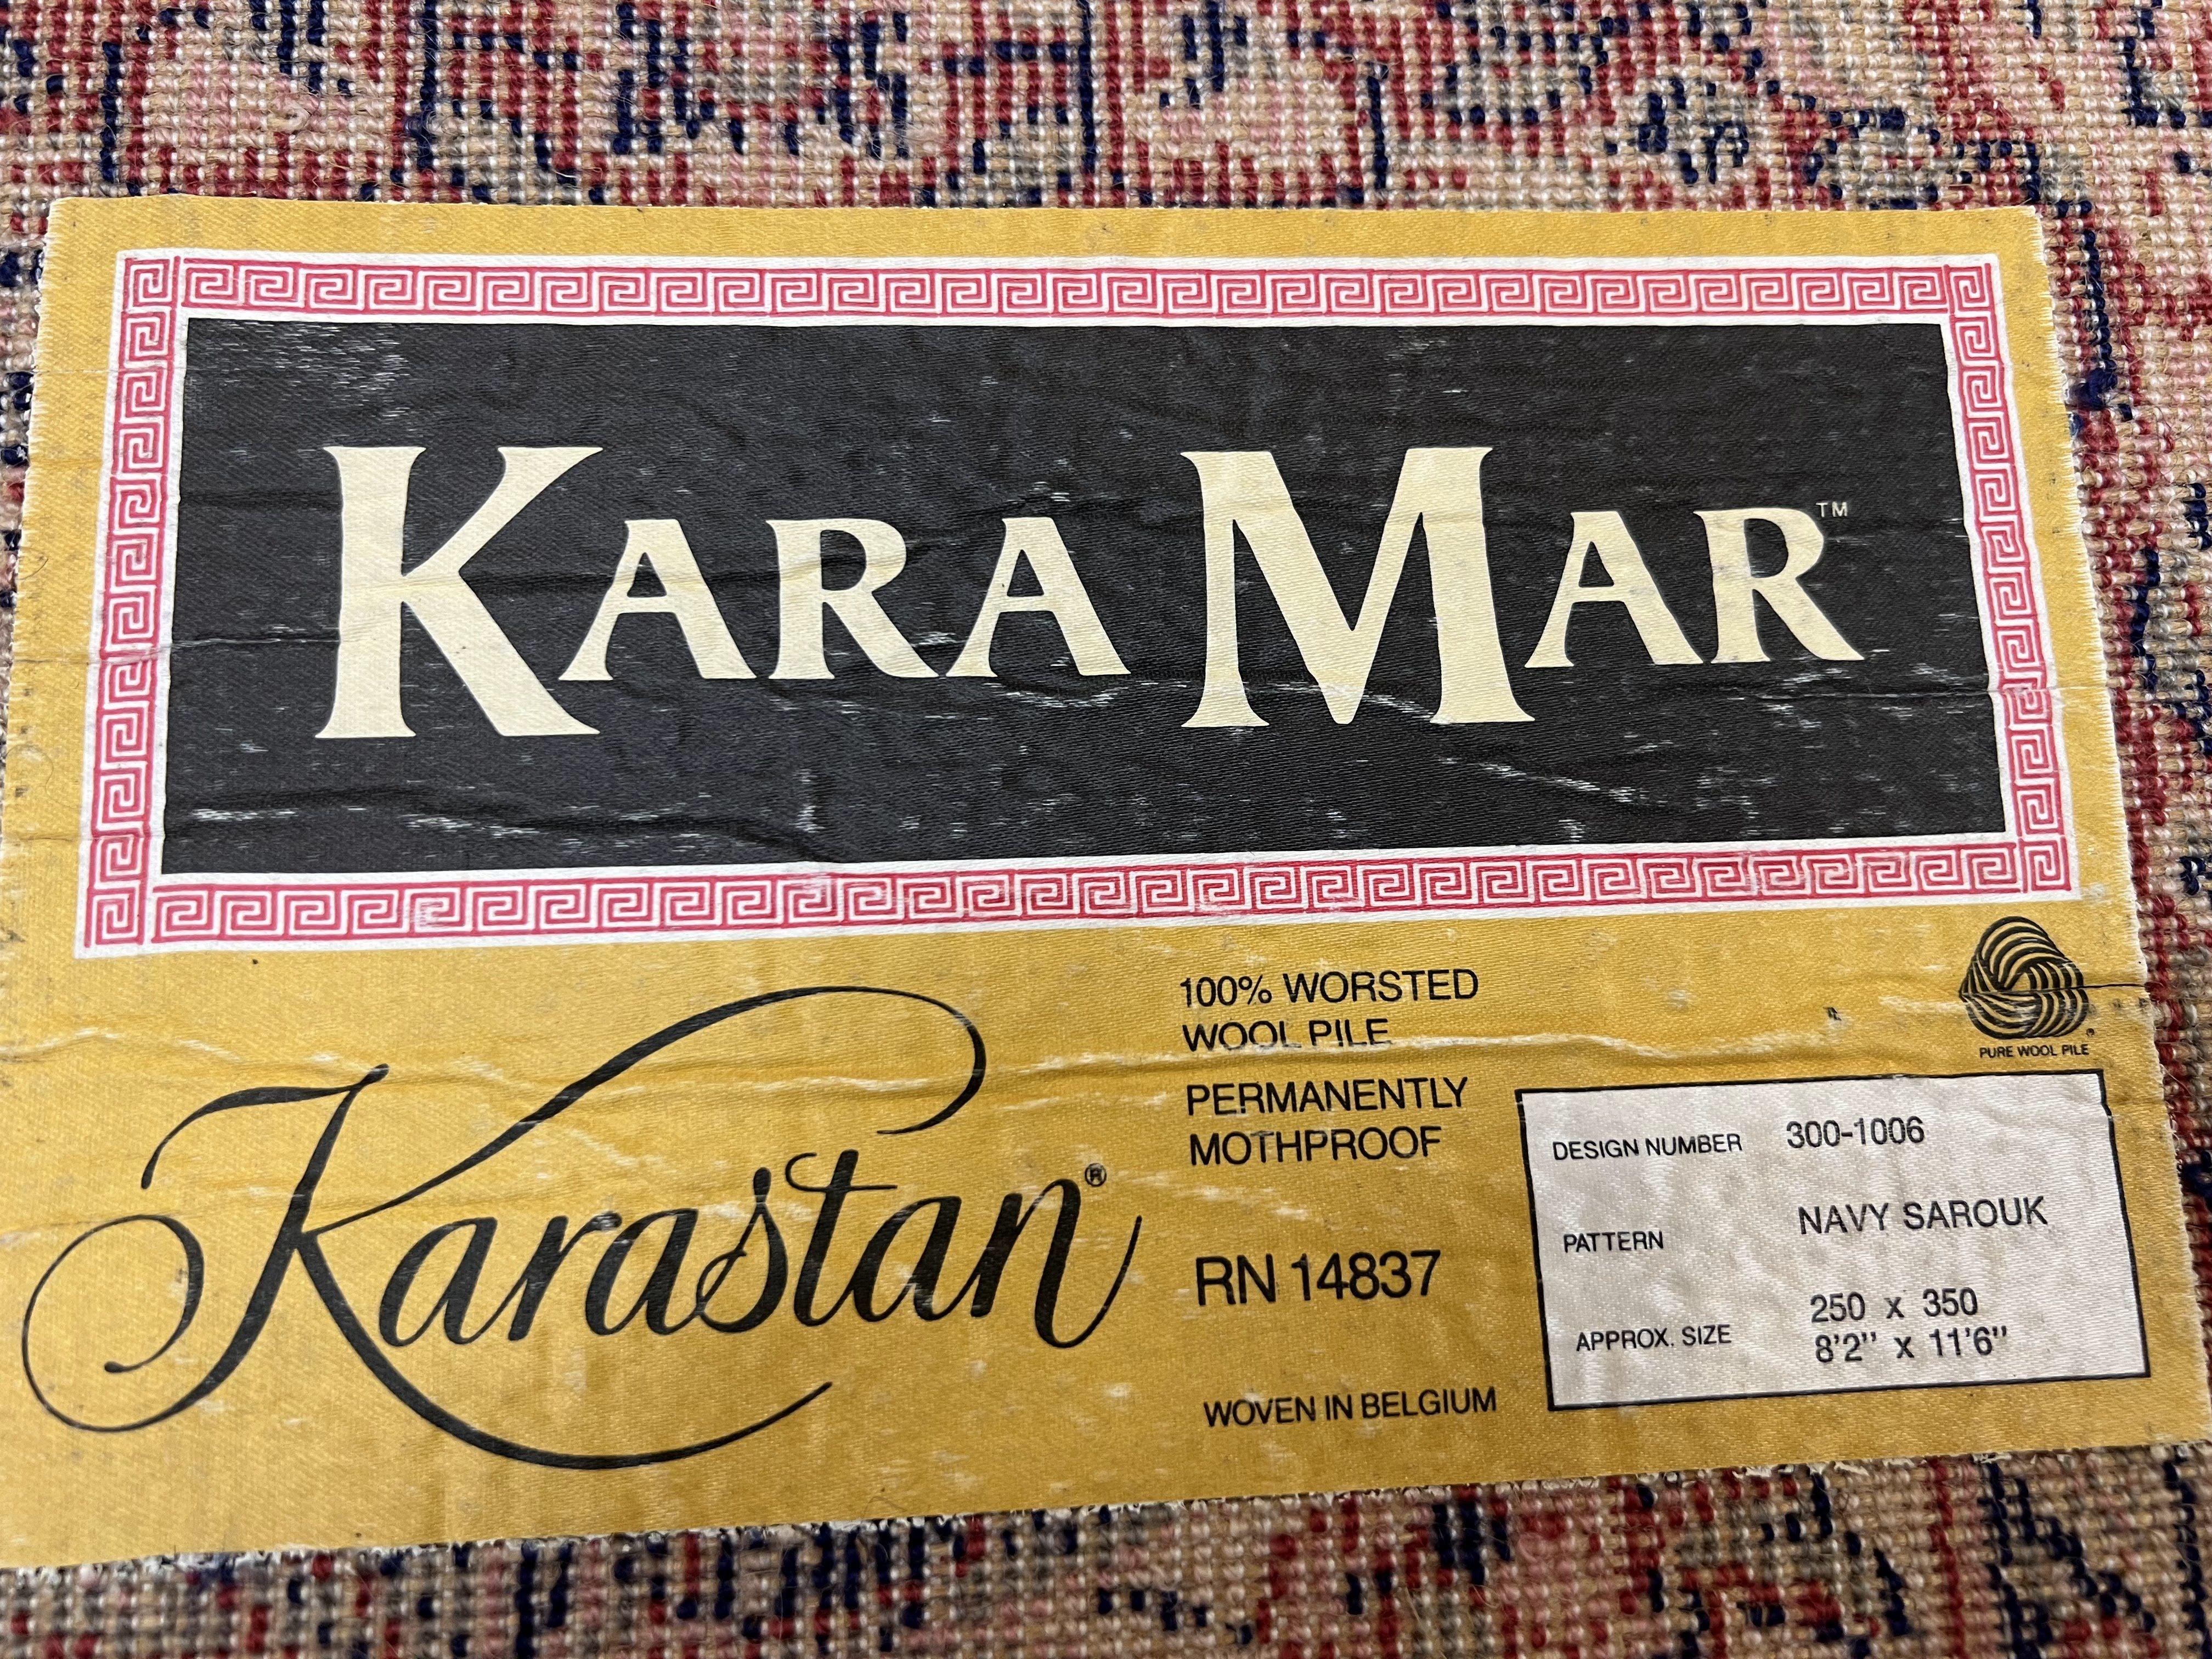 KARA MAR™
Karastan®
100% WORSTED
WOOL PILE
PERMANENTLY
MOTHPROOF
RN 14837
WOVEN IN BELGIUM
PURE WOOL PILE
DESIGN NUMBER 300-1006
PATTERN NAVY SAROUK
APPROX. SIZE 250 x 350
8'2" x 11'6"